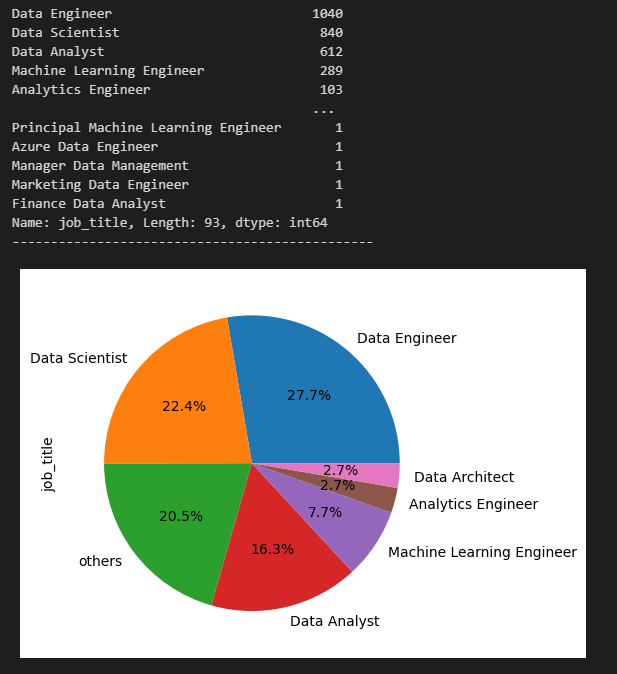 Data Engineer 1040
Data Scientist 840
Data Analyst 612
Machine Learning Engineer 289
Analytics Engineer 103
...
Principal Machine Learning Engineer 1
Azure Data Engineer 1
Manager Data Management 1
Marketing Data Engineer 1
Finance Data Analyst 1
Name: job_title, Length: 93, dtype: int64
-----------------------------------------------
Data Engineer
Data Scientist
27.7%
22.4%
job_title
2.7%
Data Architect
2.7%
Analytics Engineer
7.7%
20.5%
16.3%
Machine Learning Engineer
others
Data Analyst